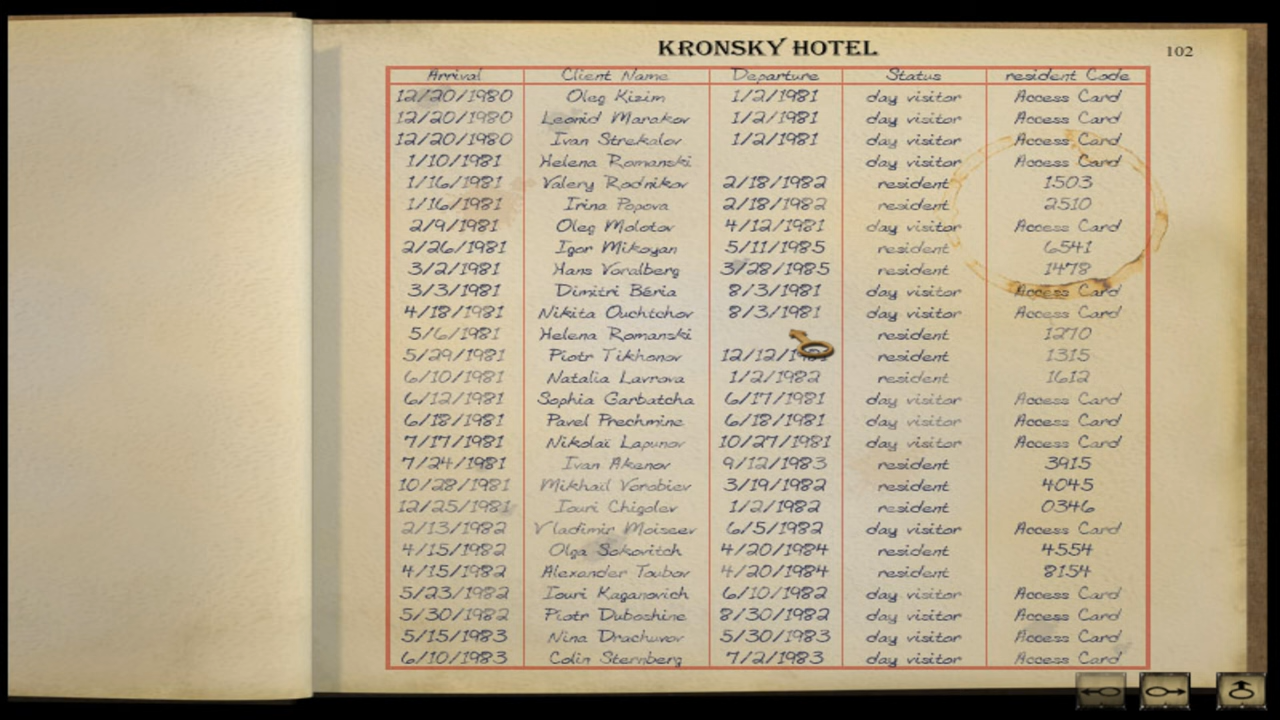 KRONSKY HOTEL 102
Arrival Client Name Departure Status resident Code
12/20/1980 Oleg Kizim 1/2/1981 day visitor Access Card
12/20/1980 Leonid Marakov 1/2/1981 day visitor Access Card
12/20/1980 Ivan Strekalov 1/2/1981 day visitor Access Card
1/10/1981 Helena Romanski day visitor Access Card
1/16/1981 Valery Rodnikov 2/18/1982 resident 1503
1/16/1981 Irina Popova 2/18/1982 resident 2510
2/9/1981 Oleg Molotov 4/12/1981 day visitor Access Card
2/26/1981 Igor Mikoyan 5/11/1985 resident 6541
3/2/1981 Hans Voralberg 3/28/1985 resident 1478
3/3/1981 Dimitri Béria 8/3/1981 day visitor Access Card
4/18/1981 Nikita Ouchtchov 8/3/1981 day visitor Access Card
5/6/1981 Helena Romanski resident 1270
5/29/1981 Piotr Tikhonov resident 1315
6/10/1981 Natalia Lavrova 1/2/1982 resident 1612
6/12/1981 Sophia Garbatcha 6/17/1981 day visitor Access Card
6/18/1981 Pavel Prechmine 6/18/1981 day visitor Access Card
7/17/1981 Nikolaï Lapunov 10/27/1981 day visitor Access Card
7/24/1981 Ivan Akenov 9/12/1983 resident 3915
10/28/1981 Mikhail Vorobiev 3/19/1982 resident 4045
12/25/1981 Iouri Chigolev 1/2/1982 resident 0346
2/13/1982 Vladimir Moiseev 6/5/1982 day visitor Access Card
4/15/1982 Olga Sokovitch 4/20/1984 resident 4554
4/15/1982 Alexander Toubov 4/20/1984 resident 8154
5/23/1982 Iouri Kaganovich 6/10/1982 day visitor Access Card
5/30/1982 Piotr Duboshine 8/30/1982 day visitor Access Card
5/15/1983 Nina Drachuvor 5/30/1983 day visitor Access Card
6/10/1983 Colin Sternberg 7/2/1983 day visitor Access Card